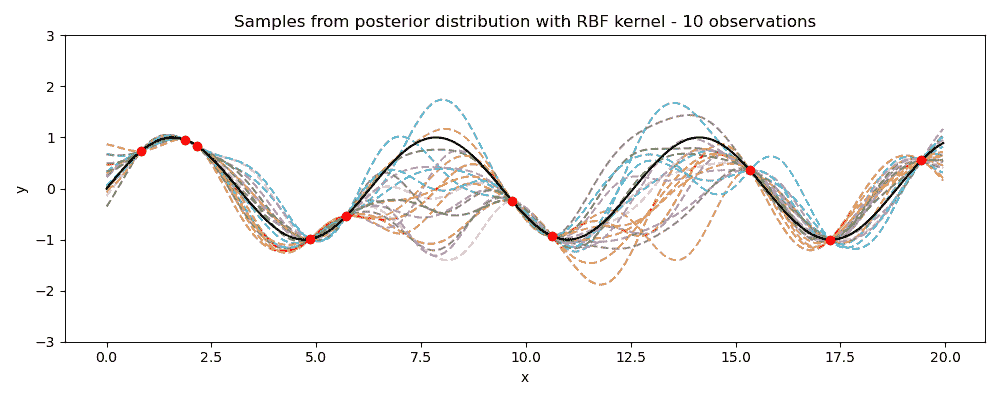 Samples from posterior distribution with RBF kernel - 10 observations
3
2
1
0
−1
−2
−3
y
0.0 2.5 5.0 7.5 10.0 12.5 15.0 17.5 20.0
x